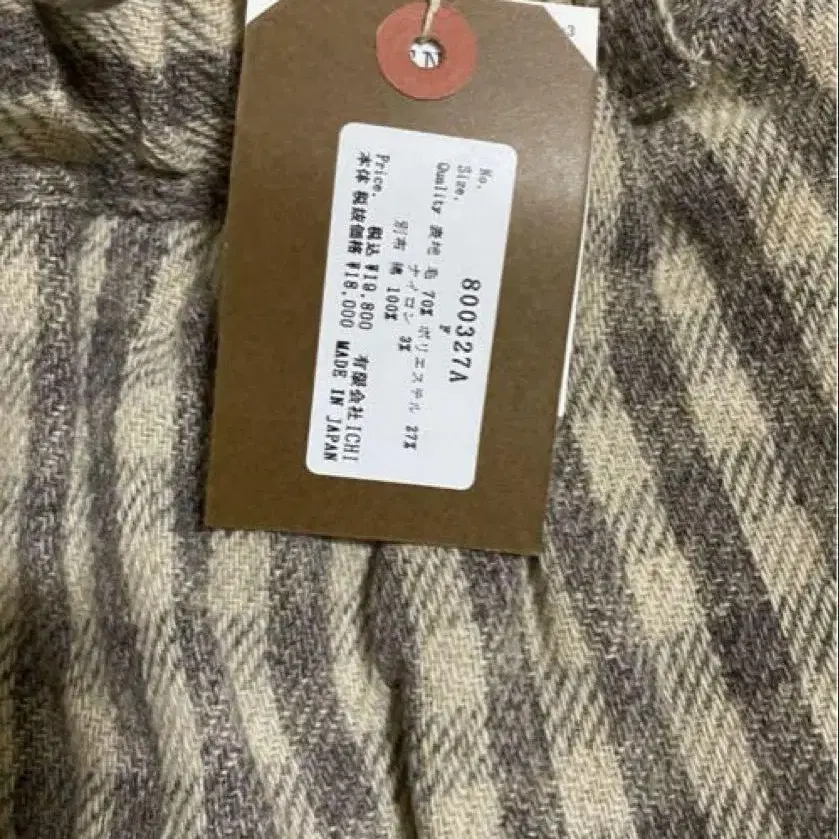 No. 800327A
Size. F
Quality 表地 毛 70% ポリエステル 27%
ナイロン 3%
別布 綿 100%
Price. 税込 ¥19,800 有限会社ICHI
本体 税抜価格 ¥18,000 MADE IN JAPAN
3